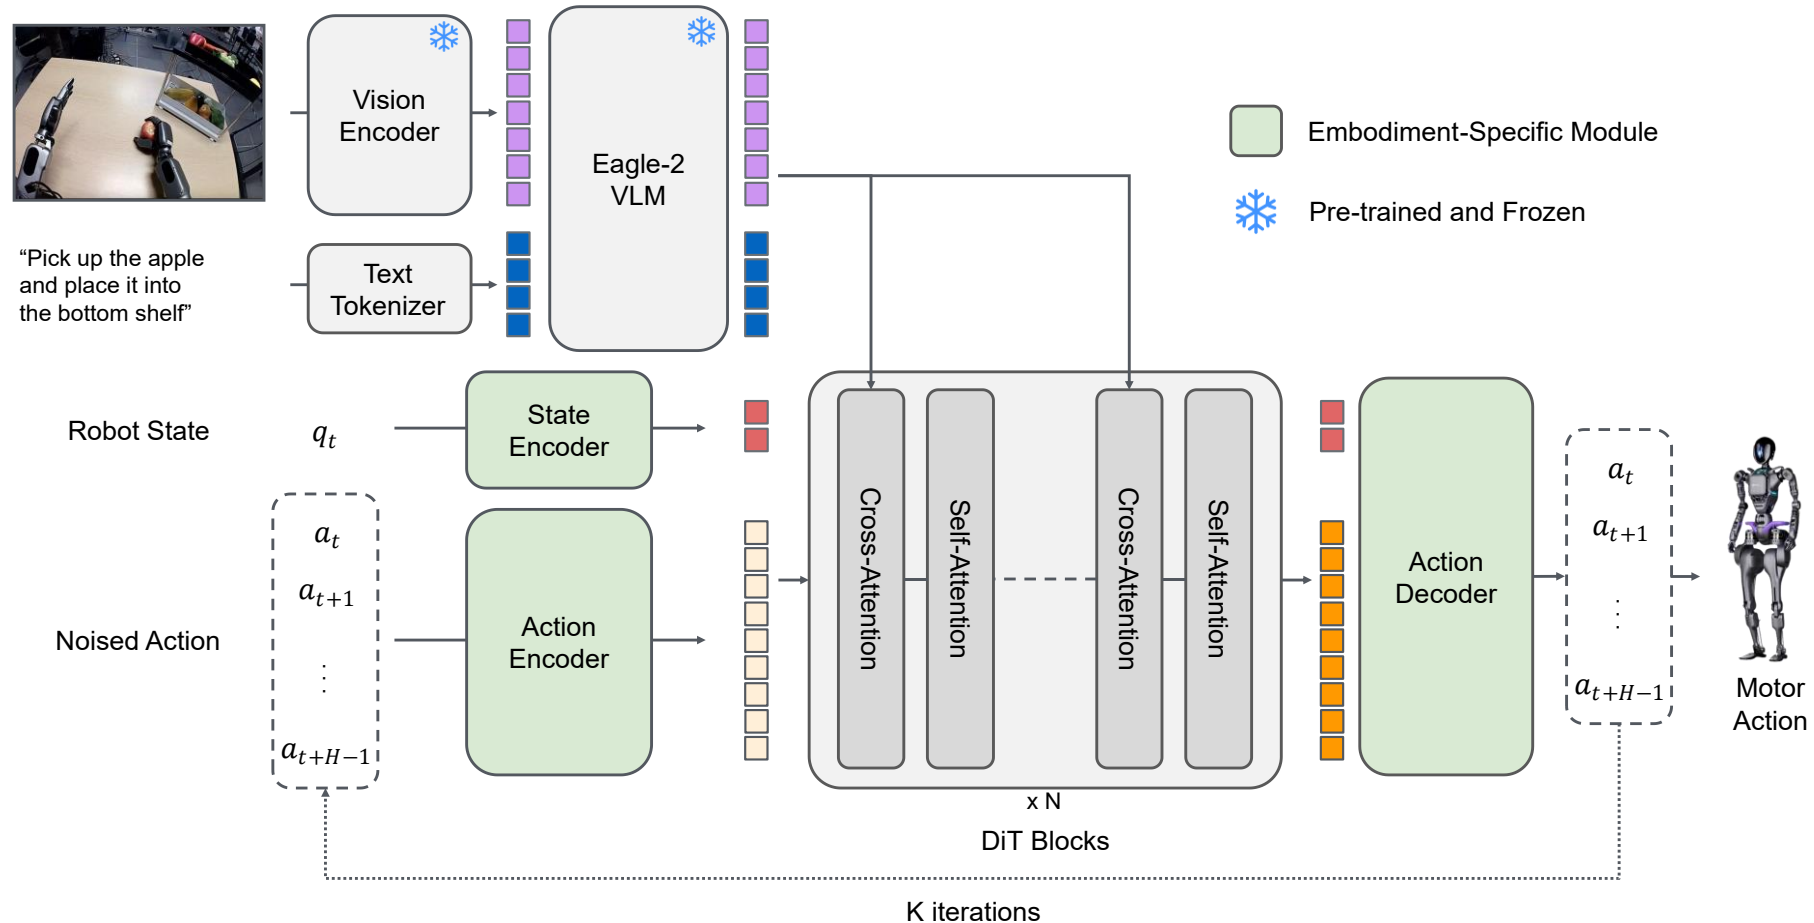 Vision
Encoder
Eagle-2
VLM
Embodiment-Specific Module
Pre-trained and Frozen
“Pick up the apple
and place it into
the bottom shelf”
Text
Tokenizer
Robot State
q_t
State
Encoder
Noised Action
a_t
a_{t+1}
⋮
a_{t+H−1}
Action
Encoder
Cross-Attention
Self-Attention
Cross-Attention
Self-Attention
x N
DiT Blocks
Action
Decoder
a_t
a_{t+1}
⋮
a_{t+H−1}
Motor
Action
K iterations